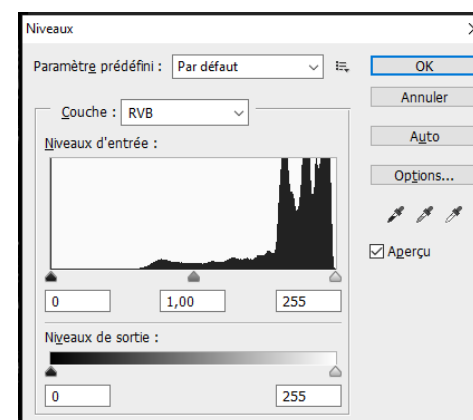 Niveaux
Paramètre prédéfini : Par défaut
OK
Annuler
Couche : RVB
Auto
Niveaux d'entrée :
Options...
Aperçu
0 1,00 255
Niveaux de sortie :
0 255